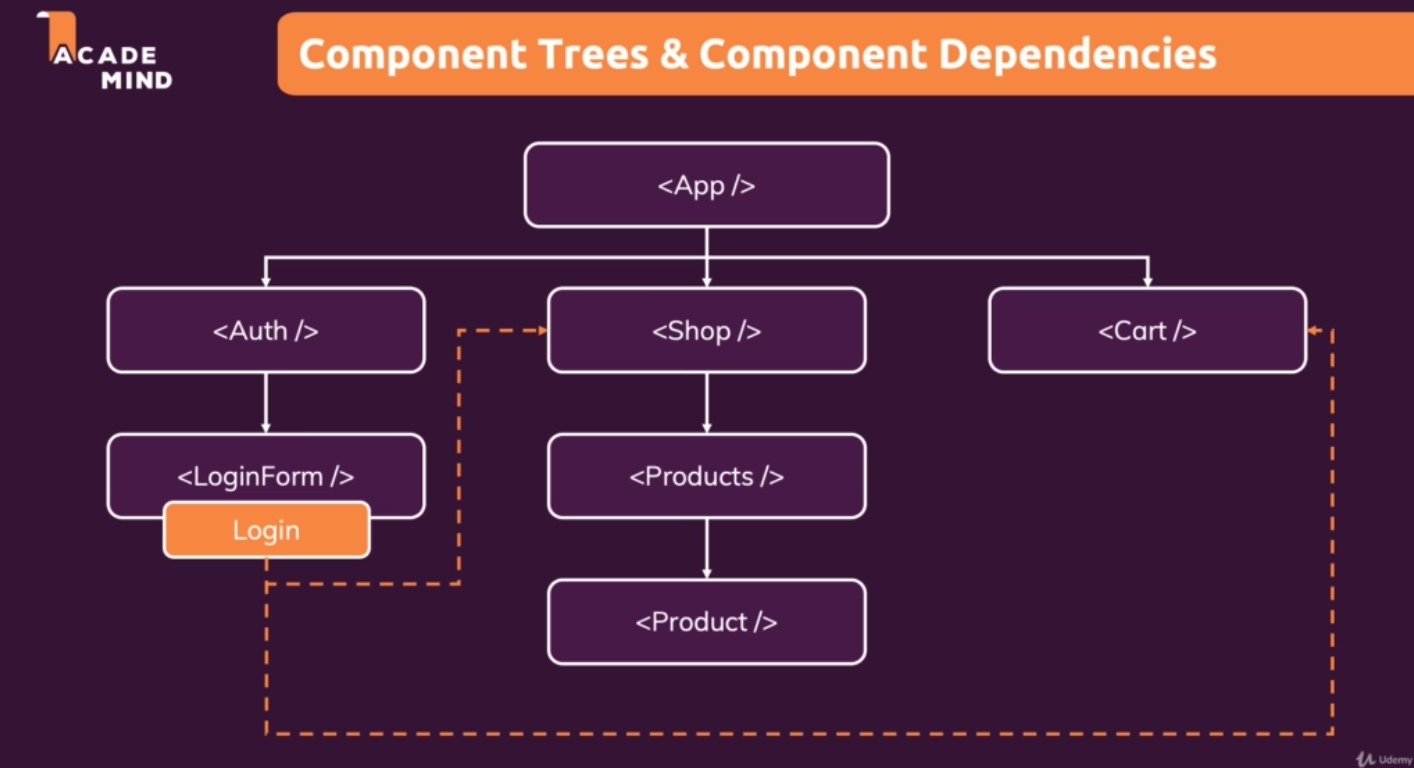 ACADE
MIND
Component Trees & Component Dependencies
<App />
<Auth />
<Shop />
<Cart />
<LoginForm />
<Products />
Login
<Product />
Udemy